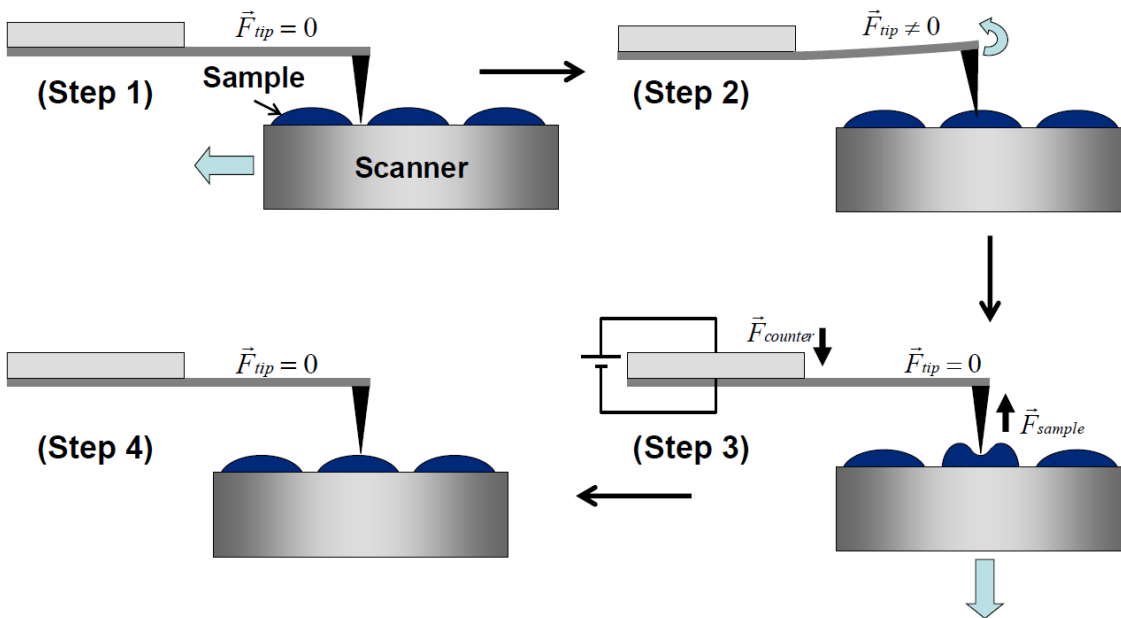 F⃗tip = 0
Sample
(Step 1)
Scanner
F⃗tip ≠ 0
(Step 2)
F⃗counter
F⃗tip = 0
(Step 3)
F⃗sample
F⃗tip = 0
(Step 4)